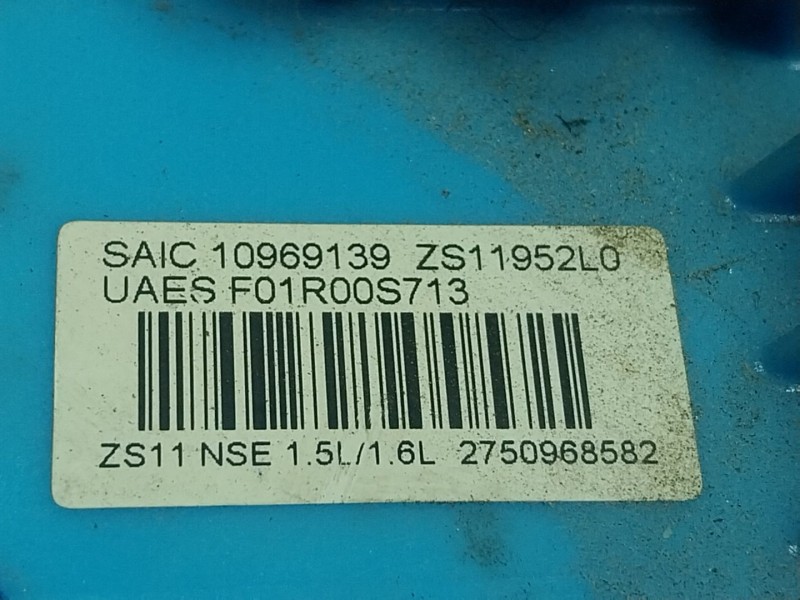 SAIC 10969139 ZS11952L0
UAES F01R00S713
ZS11 NSE 1.5L/1.6L 2750968582